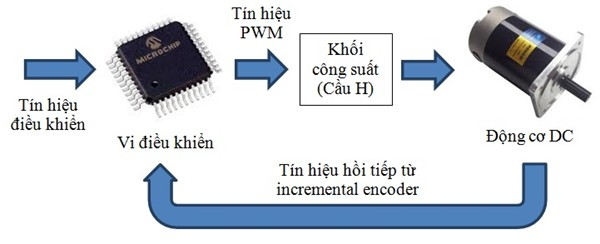 Tín hiệu
PWM
MICROCHIP
Khối
công suất
(Cầu H)
Tín hiệu
điều khiển
Vi điều khiển
Động cơ DC
Tín hiệu hồi tiếp từ
incremental encoder